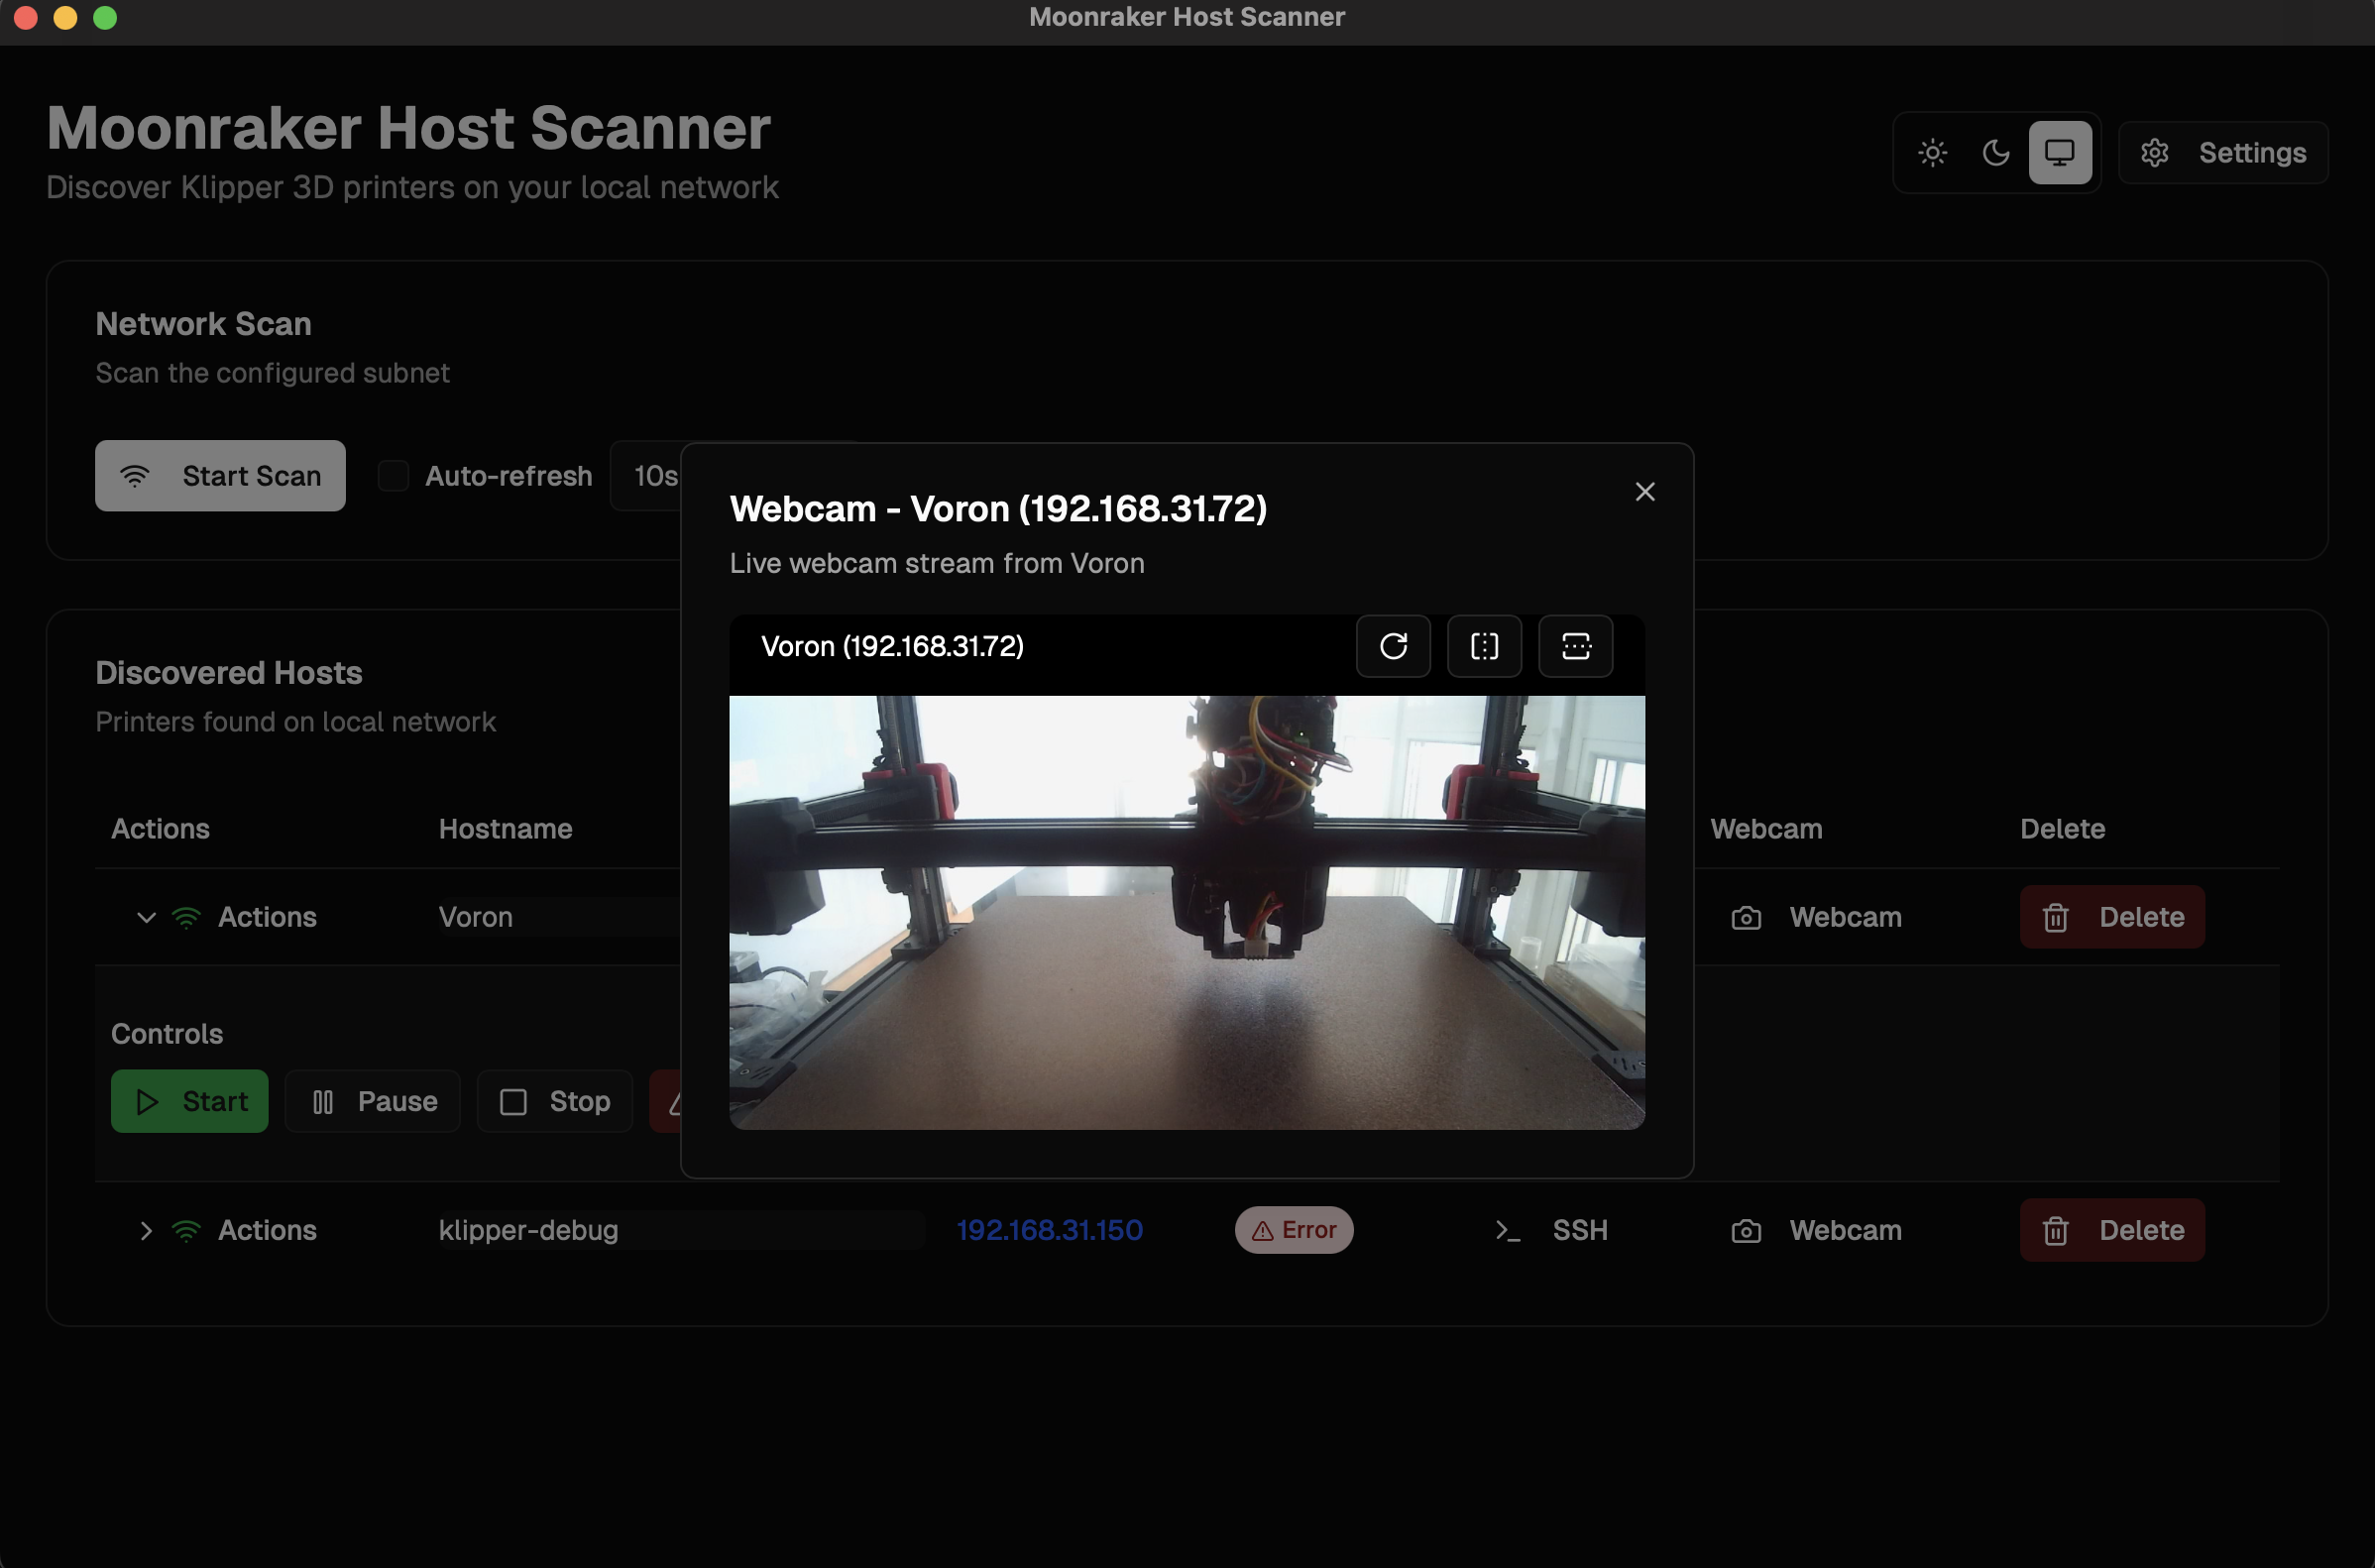 Moonraker Host Scanner
Moonraker Host Scanner
Discover Klipper 3D printers on your local network
Settings
Network Scan
Scan the configured subnet
Start Scan
Auto-refresh
10s
Webcam - Voron (192.168.31.72)
Live webcam stream from Voron
Voron (192.168.31.72)
Discovered Hosts
Printers found on local network
Actions Hostname Webcam Delete
Actions Voron Webcam Delete
Controls
Start Pause Stop
Actions klipper-debug 192.168.31.150 Error SSH Webcam Delete